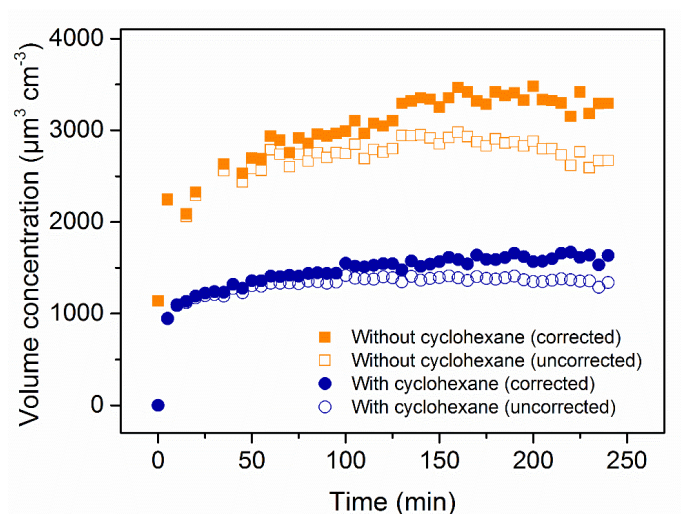 4000
3000
2000
1000
0
Volume concentration (μm³ cm⁻³)
Without cyclohexane (corrected)
Without cyclohexane (uncorrected)
With cyclohexane (corrected)
With cyclohexane (uncorrected)
0 50 100 150 200 250
Time (min)